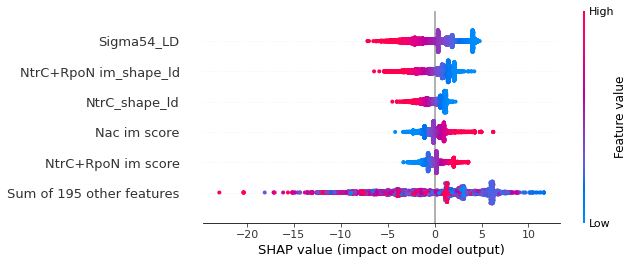 High
Sigma54_LD
NtrC+RpoN im_shape_ld
NtrC_shape_ld
Nac im score
NtrC+RpoN im score
Sum of 195 other features
Feature value
Low
−20 −15 −10 −5 0 5 10
SHAP value (impact on model output)